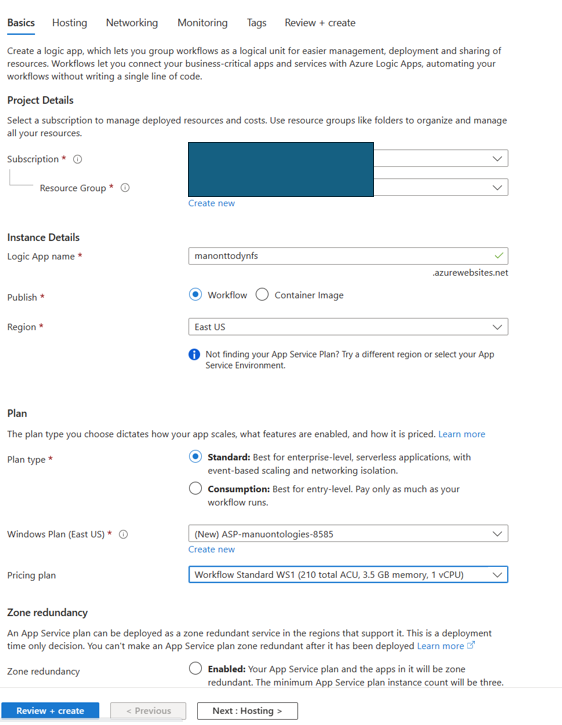 Basics Hosting Networking Monitoring Tags Review + create
Create a logic app, which lets you group workflows as a logical unit for easier management, deployment and sharing of
resources. Workflows let you connect your business-critical apps and services with Azure Logic Apps, automating your
workflows without writing a single line of code.
Project Details
Select a subscription to manage deployed resources and costs. Use resource groups like folders to organize and manage
all your resources.
Subscription *
Resource Group *
Create new
Instance Details
Logic App name *
manonttodynfs
.azurewebsites.net
Publish *
Workflow Container Image
Region *
East US
Not finding your App Service Plan? Try a different region or select your App
Service Environment.
Plan
The plan type you choose dictates how your app scales, what features are enabled, and how it is priced. Learn more
Plan type *
Standard: Best for enterprise-level, serverless applications, with
event-based scaling and networking isolation.
Consumption: Best for entry-level. Pay only as much as your
workflow runs.
Windows Plan (East US) *
(New) ASP-manuontologies-8585
Create new
Pricing plan
Workflow Standard WS1 (210 total ACU, 3.5 GB memory, 1 vCPU)
Zone redundancy
An App Service plan can be deployed as a zone redundant service in the regions that support it. This is a deployment
time only decision. You can't make an App Service plan zone redundant after it has been deployed Learn more
Zone redundancy
Enabled: Your App Service plan and the apps in it will be zone
redundant. The minimum App Service plan instance count will be three.
Review + create
< Previous
Next : Hosting >